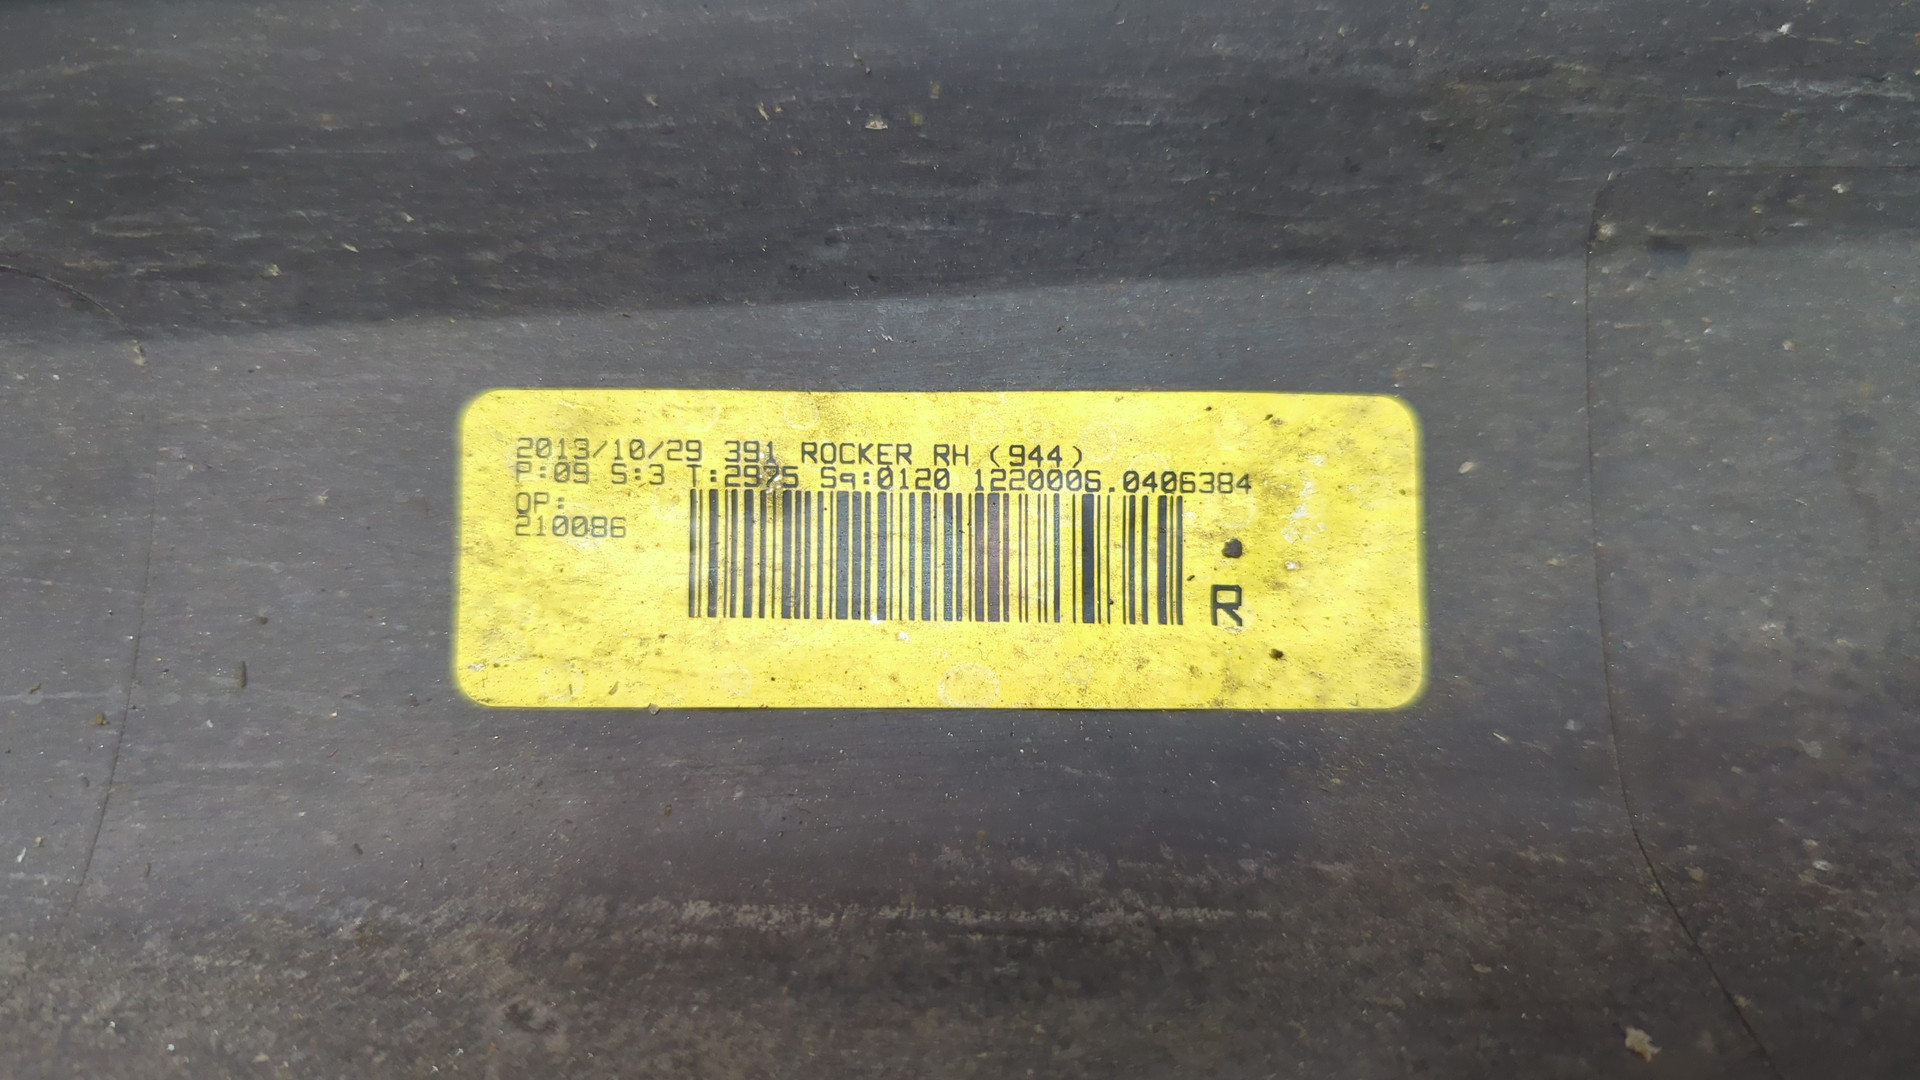 2013/10/29 391 ROCKER RH (944)
P:09 S:3 T:2975 Sq:0120 1220006.0406384
OP:
210086
R